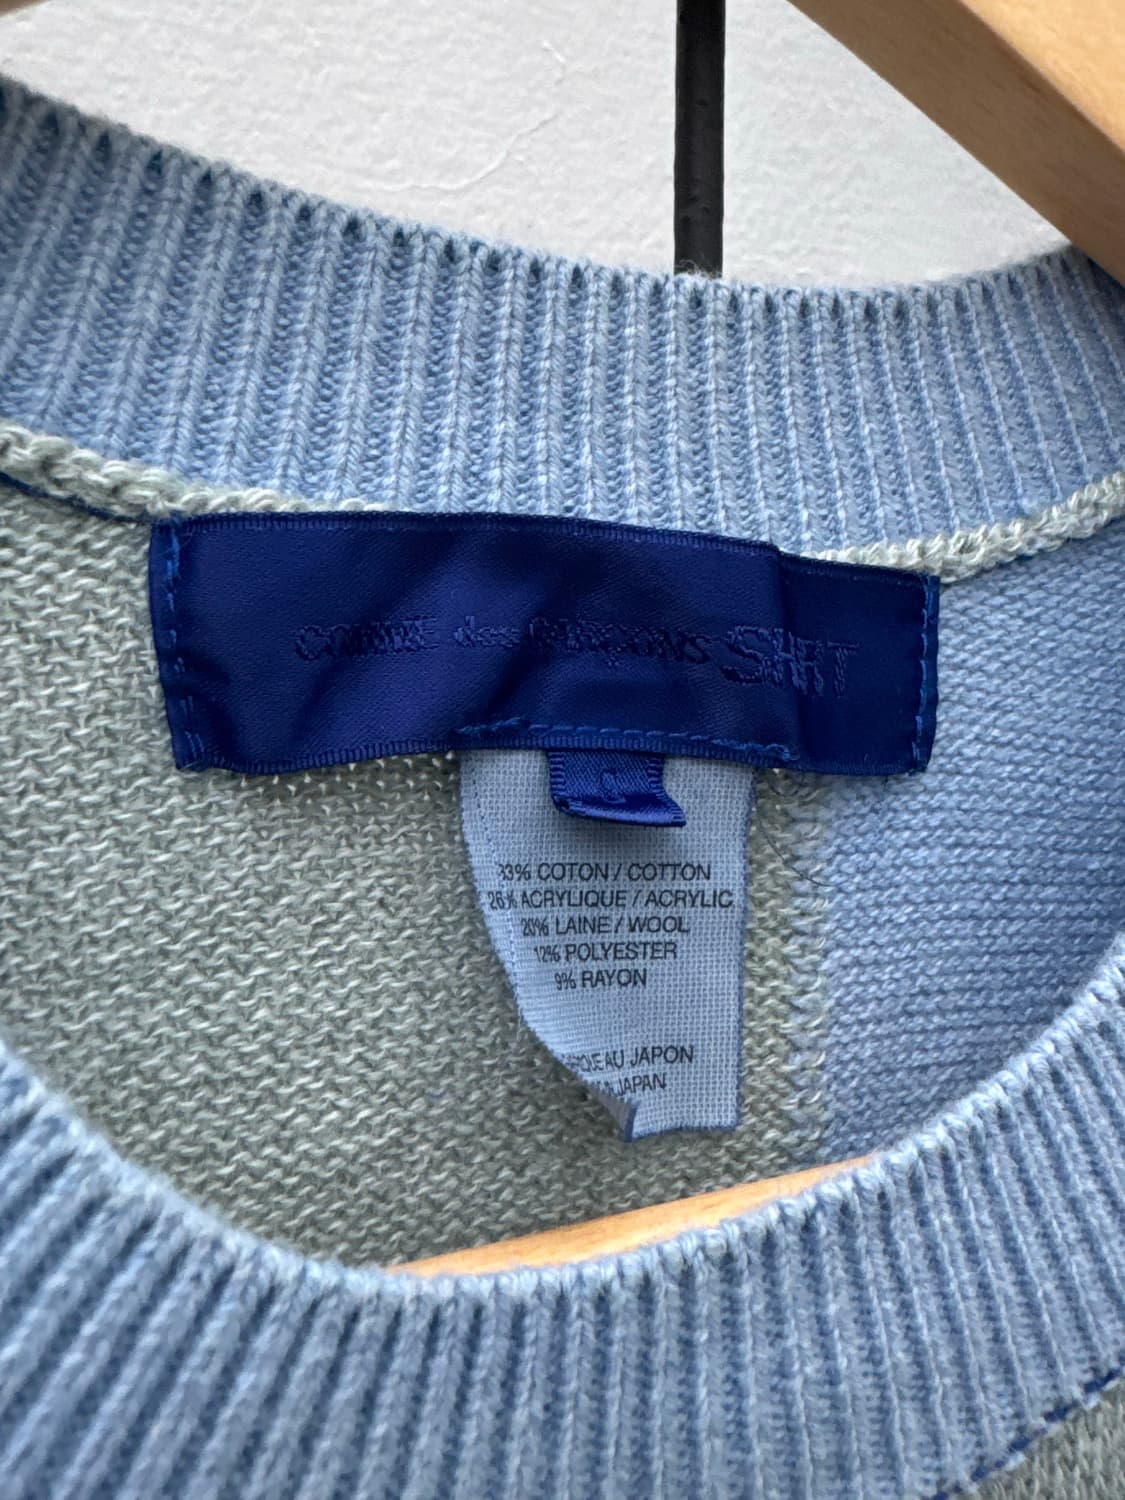 COMME des GARÇONS SHIRT
S
33% COTON / COTTON
26% ACRYLIQUE / ACRYLIC
20% LAINE / WOOL
12% POLYESTER
9% RAYON
AU JAPON
JAPAN